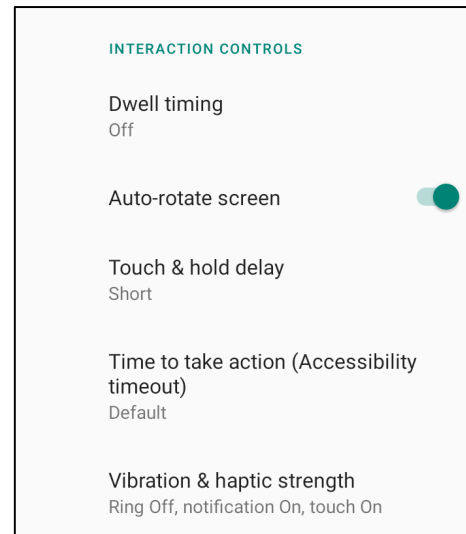 INTERACTION CONTROLS
Dwell timing
Off
Auto-rotate screen
Touch & hold delay
Short
Time to take action (Accessibility
timeout)
Default
Vibration & haptic strength
Ring Off, notification On, touch On